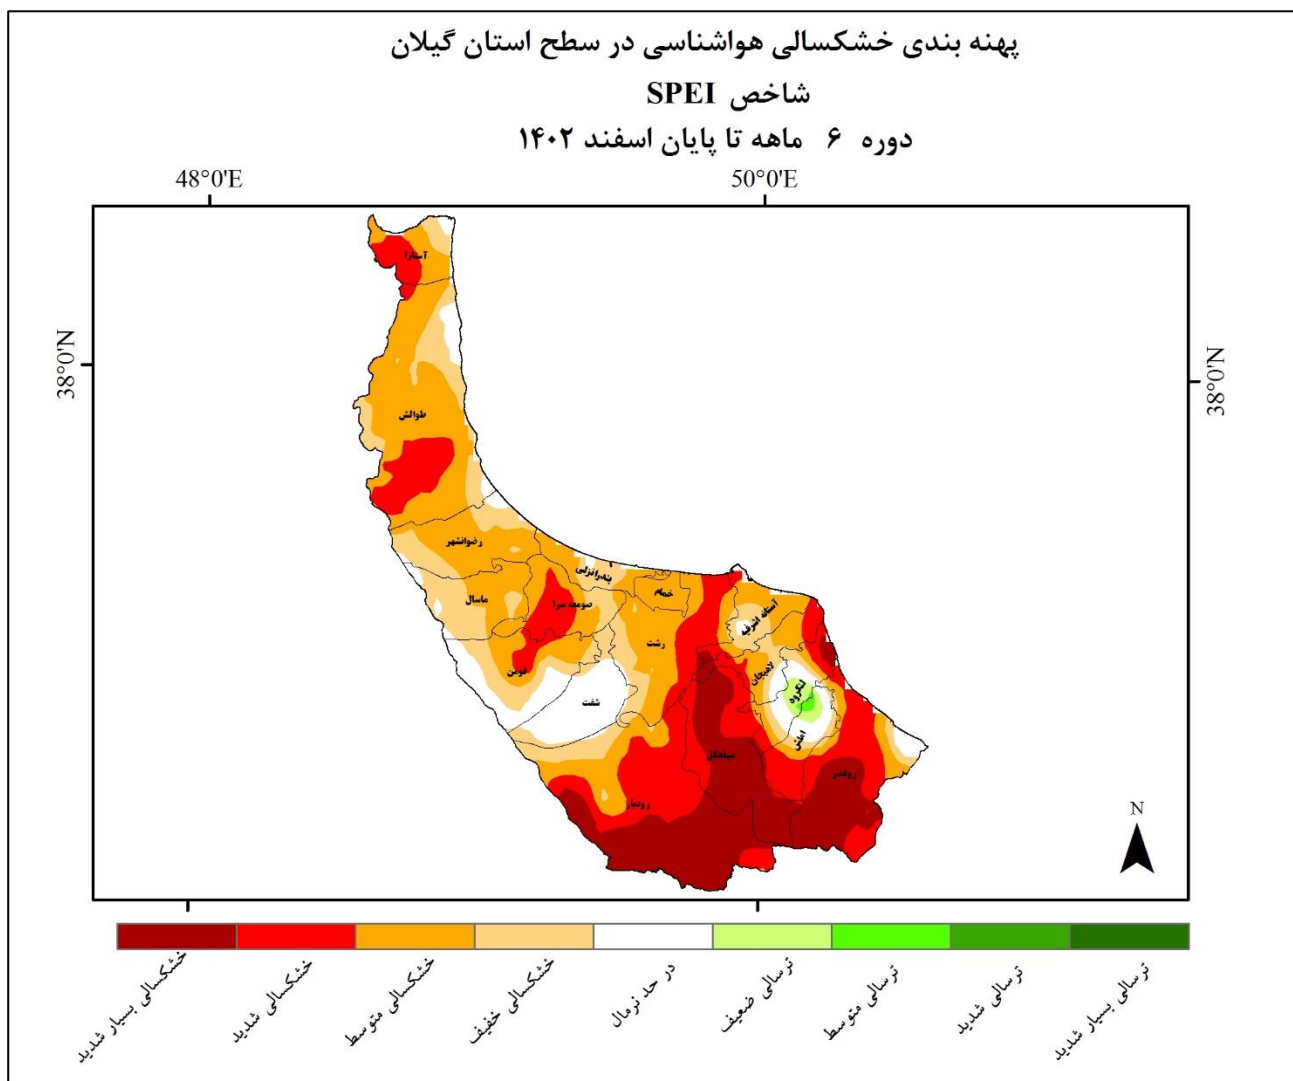 پهنه بندی خشکسالی هواشناسی در سطح استان گیلان
شاخص SPEI
دوره ۶ ماهه تا پایان اسفند ۱۴۰۲
48°0'E
50°0'E
38°0'N
38°0'N
آستارا
طوالش
رضوانشهر
بندرانزلی
خمام
ماسال
صومعه سرا
آستانه اشرفیه
رشت
فومن
لاهیجان
شفت
لنگرود
املش
سیاهکل
رودسر
رودبار
N
خشکسالی بسیار شدید
خشکسالی شدید
خشکسالی متوسط
خشکسالی خفیف
در حد نرمال
ترسالی ضعیف
ترسالی متوسط
ترسالی شدید
ترسالی بسیار شدید